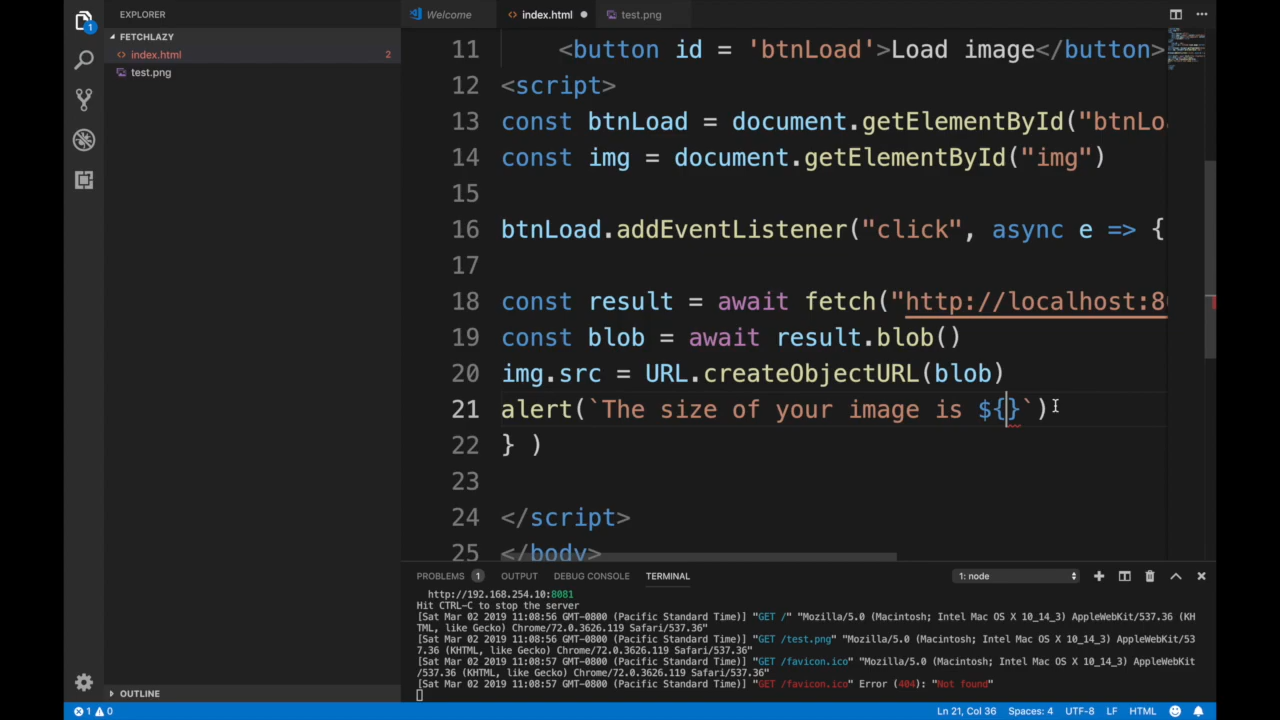 EXPLORER
Welcome
index.html
test.png
FETCHLAZY
index.html 2
test.png
1
11 <button id = 'btnLoad'>Load image</button>
12 <script>
13 const btnLoad = document.getElementById("btnLo
14 const img = document.getElementById("img")
15
16 btnLoad.addEventListener("click", async e => {
17
18 const result = await fetch("http://localhost:8
19 const blob = await result.blob()
20 img.src = URL.createObjectURL(blob)
21 alert(`The size of your image is ${}`)
22 } )
23
24 </script>
25 </body>
PROBLEMS 1 OUTPUT DEBUG CONSOLE TERMINAL 1: node
http://192.168.254.10:8081
Hit CTRL-C to stop the server
[Sat Mar 02 2019 11:08:56 GMT-0800 (Pacific Standard Time)] "GET /" "Mozilla/5.0 (Macintosh; Intel Mac OS X 10_14_3) AppleWebKit/537.36 (KH
TML, like Gecko) Chrome/72.0.3626.119 Safari/537.36"
[Sat Mar 02 2019 11:08:56 GMT-0800 (Pacific Standard Time)] "GET /test.png" "Mozilla/5.0 (Macintosh; Intel Mac OS X 10_14_3) AppleWebKit/53
7.36 (KHTML, like Gecko) Chrome/72.0.3626.119 Safari/537.36"
[Sat Mar 02 2019 11:08:57 GMT-0800 (Pacific Standard Time)] "GET /favicon.ico" "Mozilla/5.0 (Macintosh; Intel Mac OS X 10_14_3) AppleWebKit
/537.36 (KHTML, like Gecko) Chrome/72.0.3626.119 Safari/537.36"
[Sat Mar 02 2019 11:08:57 GMT-0800 (Pacific Standard Time)] "GET /favicon.ico" Error (404): "Not found"
OUTLINE
1 0 Ln 21, Col 36 Spaces: 4 UTF-8 LF HTML